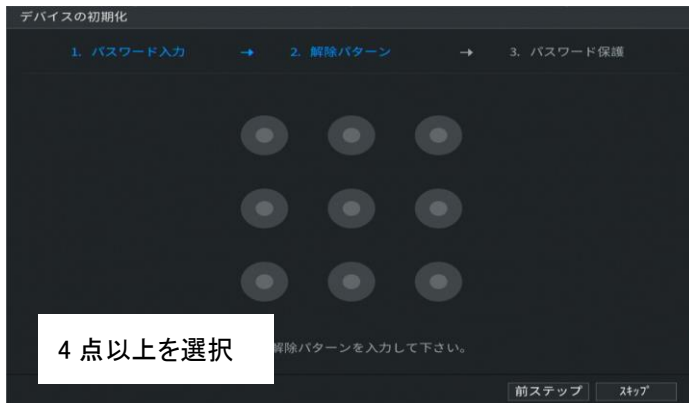 デバイスの初期化
1. パスワード入力 → 2. 解除パターン → 3. パスワード保護
解除パターンを入力して下さい。
4点以上を選択
前ステップ ｽｷｯﾌﾟ